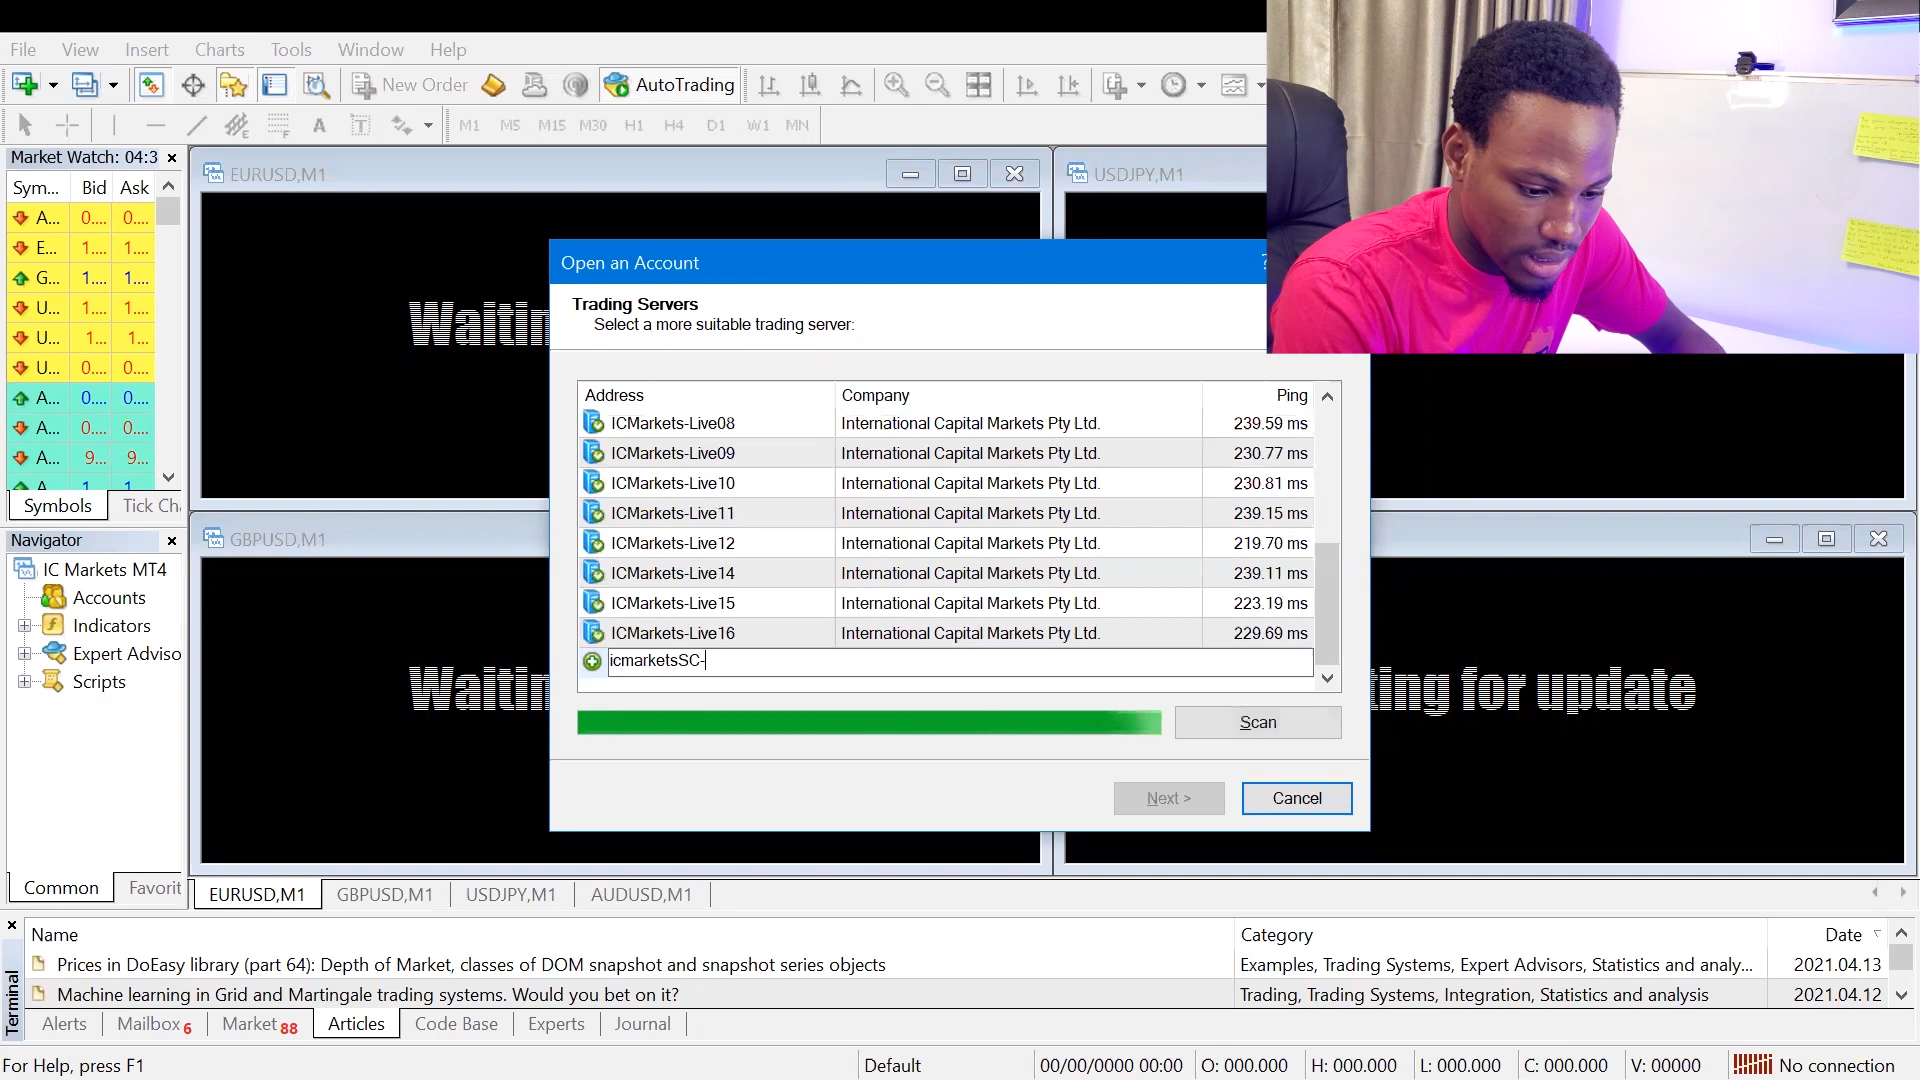 File View Insert Charts Tools Window Help
New Order AutoTrading
A T M1 M5 M15 M30 H1 H4 D1 W1 MN
Market Watch: 04:3
Sym... Bid Ask
A... 0.... 0....
E... 1.... 1....
G... 1.... 1....
U... 1.... 1....
U... 1... 1...
U... 0.... 0....
A... 0.... 0....
A... 0.... 0....
A... 9... 9...
A 1 1
Symbols Tick Ch
Navigator
IC Markets MT4
Accounts
Indicators
Expert Adviso
Scripts
Common Favorit
EURUSD,M1
USDJPY,M1
GBPUSD,M1
Waitin
Waitin
ting for update
Open an Account ?
Trading Servers
Select a more suitable trading server:
Address Company Ping
ICMarkets-Live08 International Capital Markets Pty Ltd. 239.59 ms
ICMarkets-Live09 International Capital Markets Pty Ltd. 230.77 ms
ICMarkets-Live10 International Capital Markets Pty Ltd. 230.81 ms
ICMarkets-Live11 International Capital Markets Pty Ltd. 239.15 ms
ICMarkets-Live12 International Capital Markets Pty Ltd. 219.70 ms
ICMarkets-Live14 International Capital Markets Pty Ltd. 239.11 ms
ICMarkets-Live15 International Capital Markets Pty Ltd. 223.19 ms
ICMarkets-Live16 International Capital Markets Pty Ltd. 229.69 ms
icmarketsSC-
Scan
Next > Cancel
EURUSD,M1 GBPUSD,M1 USDJPY,M1 AUDUSD,M1
Name Category Date
Prices in DoEasy library (part 64): Depth of Market, classes of DOM snapshot and snapshot series objects Examples, Trading Systems, Expert Advisors, Statistics and analy... 2021.04.13
Machine learning in Grid and Martingale trading systems. Would you bet on it? Trading, Trading Systems, Integration, Statistics and analysis 2021.04.12
Terminal
Alerts Mailbox 6 Market 88 Articles Code Base Experts Journal
For Help, press F1 Default 00/00/0000 00:00 O: 000.000 H: 000.000 L: 000.000 C: 000.000 V: 00000 No connection